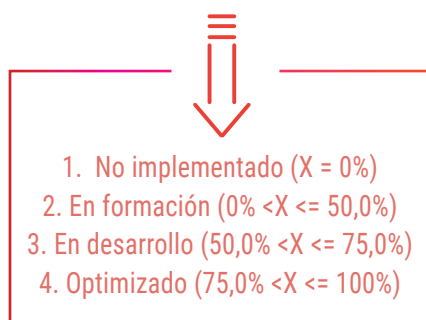 1. No implementado (X = 0%)
2. En formación (0% <X <= 50,0%)
3. En desarrollo (50,0% <X <= 75,0%)
4. Optimizado (75,0% <X <= 100%)